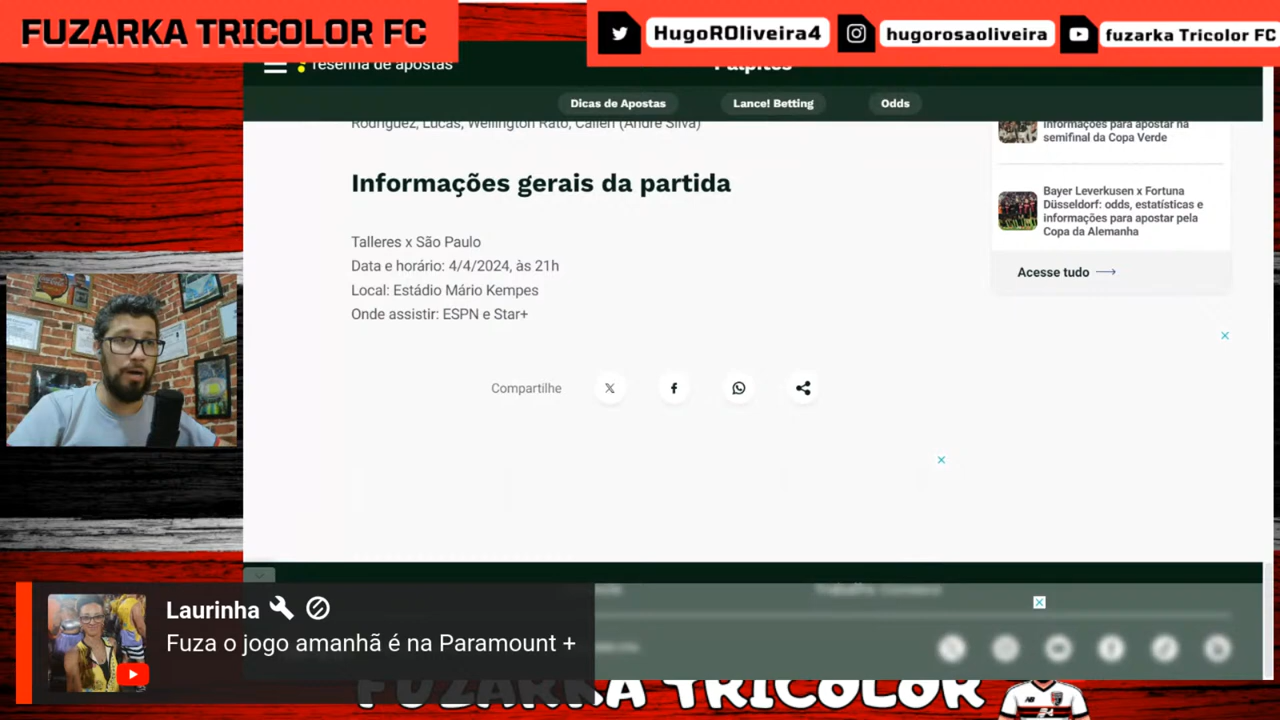 FUZARKA TRICOLOR FC
HugoROliveira4
hugorosaoliveira
fuzarka Tricolor FC
resenha de apostas
Palpites
Dicas de Apostas
Lance! Betting
Odds
Rodríguez, Lucas, Wellington Rato, Calleri (André Silva)
informações para apostar na
semifinal da Copa Verde
Informações gerais da partida
Bayer Leverkusen x Fortuna
Düsseldorf: odds, estatísticas e
informações para apostar pela
Copa da Alemanha
Talleres x São Paulo
Data e horário: 4/4/2024, às 21h
Local: Estádio Mário Kempes
Onde assistir: ESPN e Star+
Acesse tudo
Compartilhe
Laurinha
Fuza o jogo amanhã é na Paramount +
FUZARKA TRICOLOR